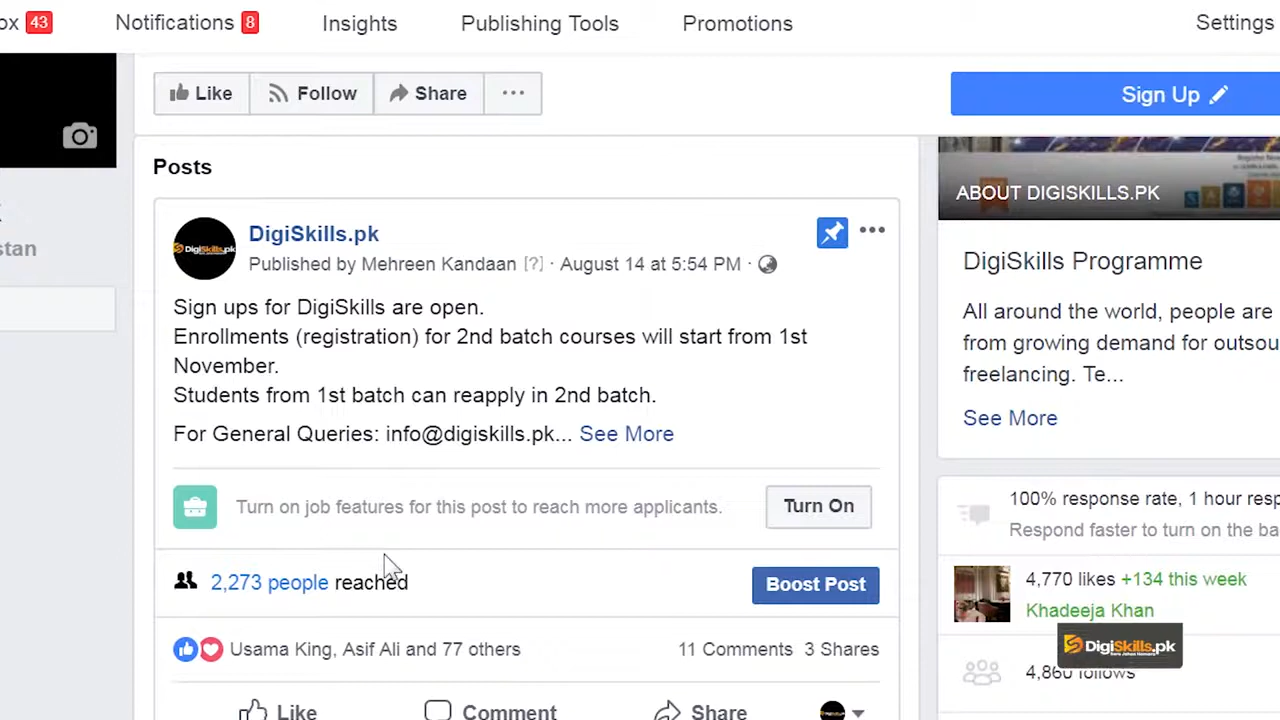 43
Notifications 8
Insights
Publishing Tools
Promotions
Settings
Like
Follow
Share
Sign Up
Posts
DigiSkills.pk
DigiSkills.pk
Published by Mehreen Kandaan [?] · August 14 at 5:54 PM ·
Sign ups for DigiSkills are open.
Enrollments (registration) for 2nd batch courses will start from 1st
November.
Students from 1st batch can reapply in 2nd batch.
For General Queries: info@digiskills.pk... See More
Turn on job features for this post to reach more applicants.
Turn On
2,273 people reached
Boost Post
Usama King, Asif Ali and 77 others
11 Comments 3 Shares
Like
Comment
Share
ABOUT DIGISKILLS.PK
DigiSkills Programme
All around the world, people are
from growing demand for outsou
freelancing. Te...
See More
100% response rate, 1 hour resp
Respond faster to turn on the ba
4,770 likes +134 this week
Khadeeja Khan
DigiSkills.pk
4,860 follows